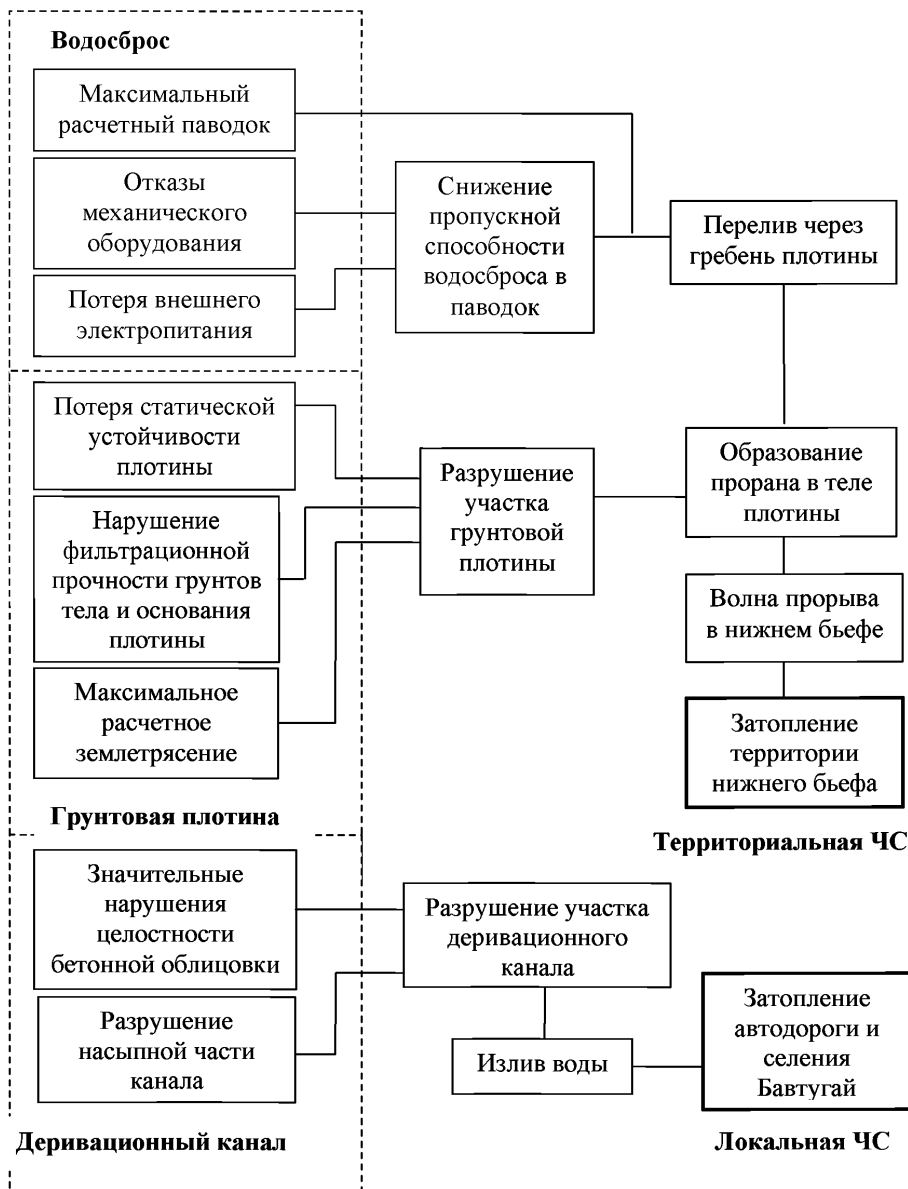 Водосброс
Максимальный
расчетный паводок
Отказы
механического
оборудования
Потеря внешнего
электропитания
Снижение
пропускной
способности
водосброса в
паводок
Перелив через
гребень плотины
Потеря статической
устойчивости
плотины
Нарушение
фильтрационной
прочности грунтов
тела и основания
плотины
Максимальное
расчетное
землетрясение
Грунтовая плотина
Разрушение
участка
грунтовой
плотины
Образование
прорана в теле
плотины
Волна прорыва
в нижнем бьефе
Затопление
территории
нижнего бьефа
Территориальная ЧС
Значительные
нарушения
целостности
бетонной облицовки
Разрушение
насыпной части
канала
Деривационный канал
Разрушение участка
деривационного
канала
Излив воды
Затопление
автодороги и
селения
Бавтугай
Локальная ЧС